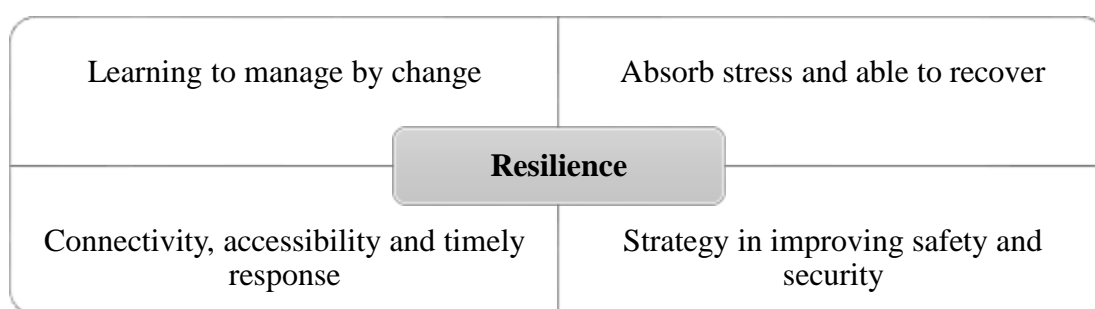 Learning to manage by change
Absorb stress and able to recover
Resilience
Connectivity, accessibility and timely
response
Strategy in improving safety and
security